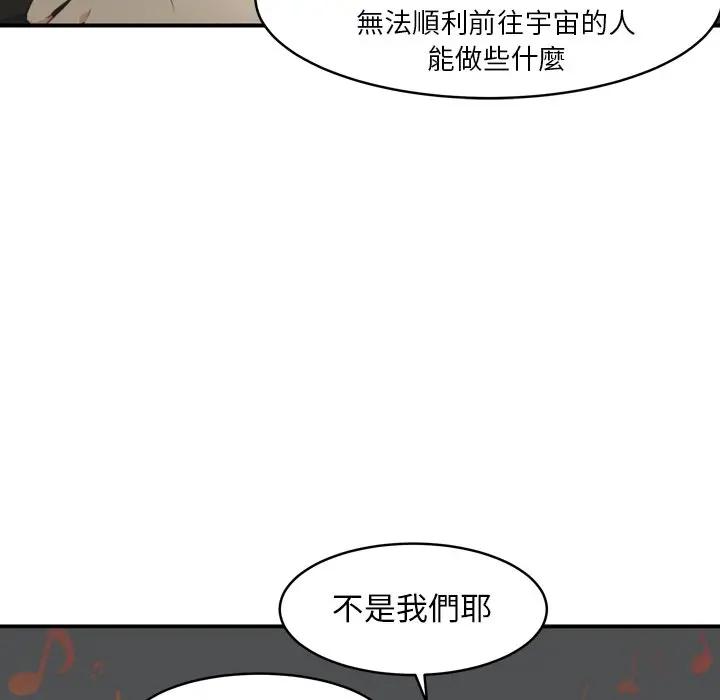 無法順利前往宇宙的人
能做些什麼
不是我們耶